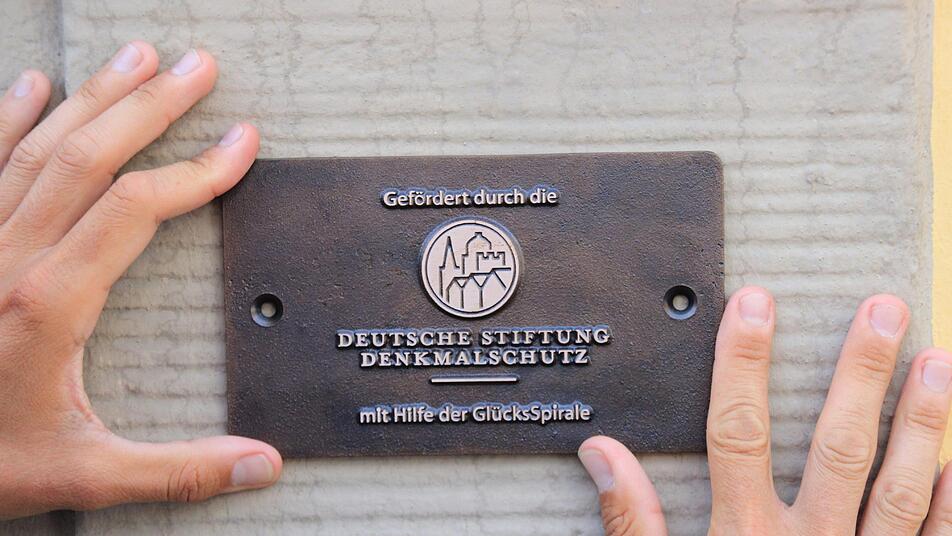 Gefördert durch die
DEUTSCHE STIFTUNG
DENKMALSCHUTZ
mit Hilfe der GlücksSpirale